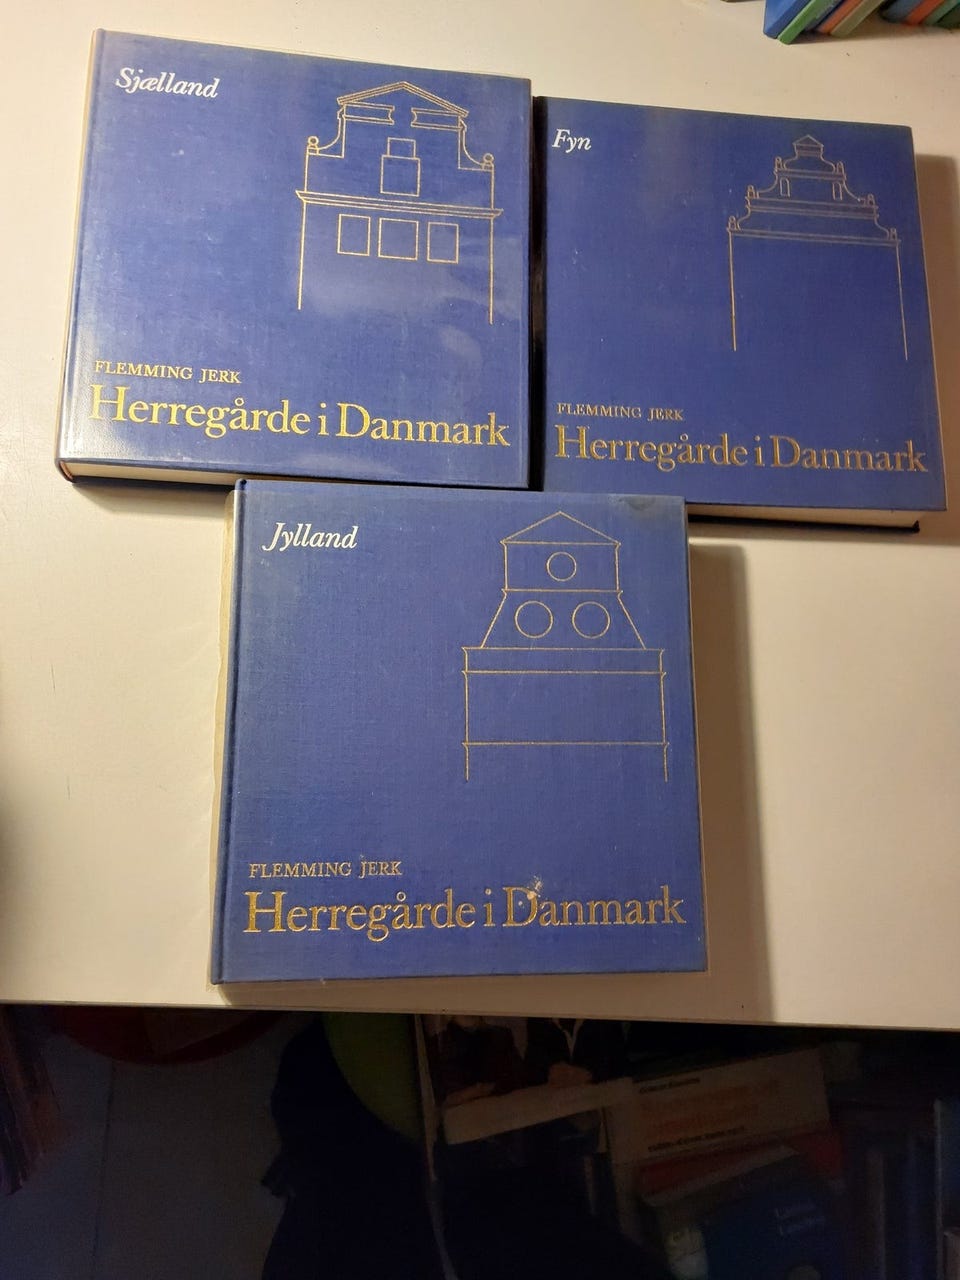 Sjælland
FLEMMING JERK
Herregårde i Danmark
Fyn
FLEMMING JERK
Herregårde i Danmark
Jylland
FLEMMING JERK
Herregårde i Danmark